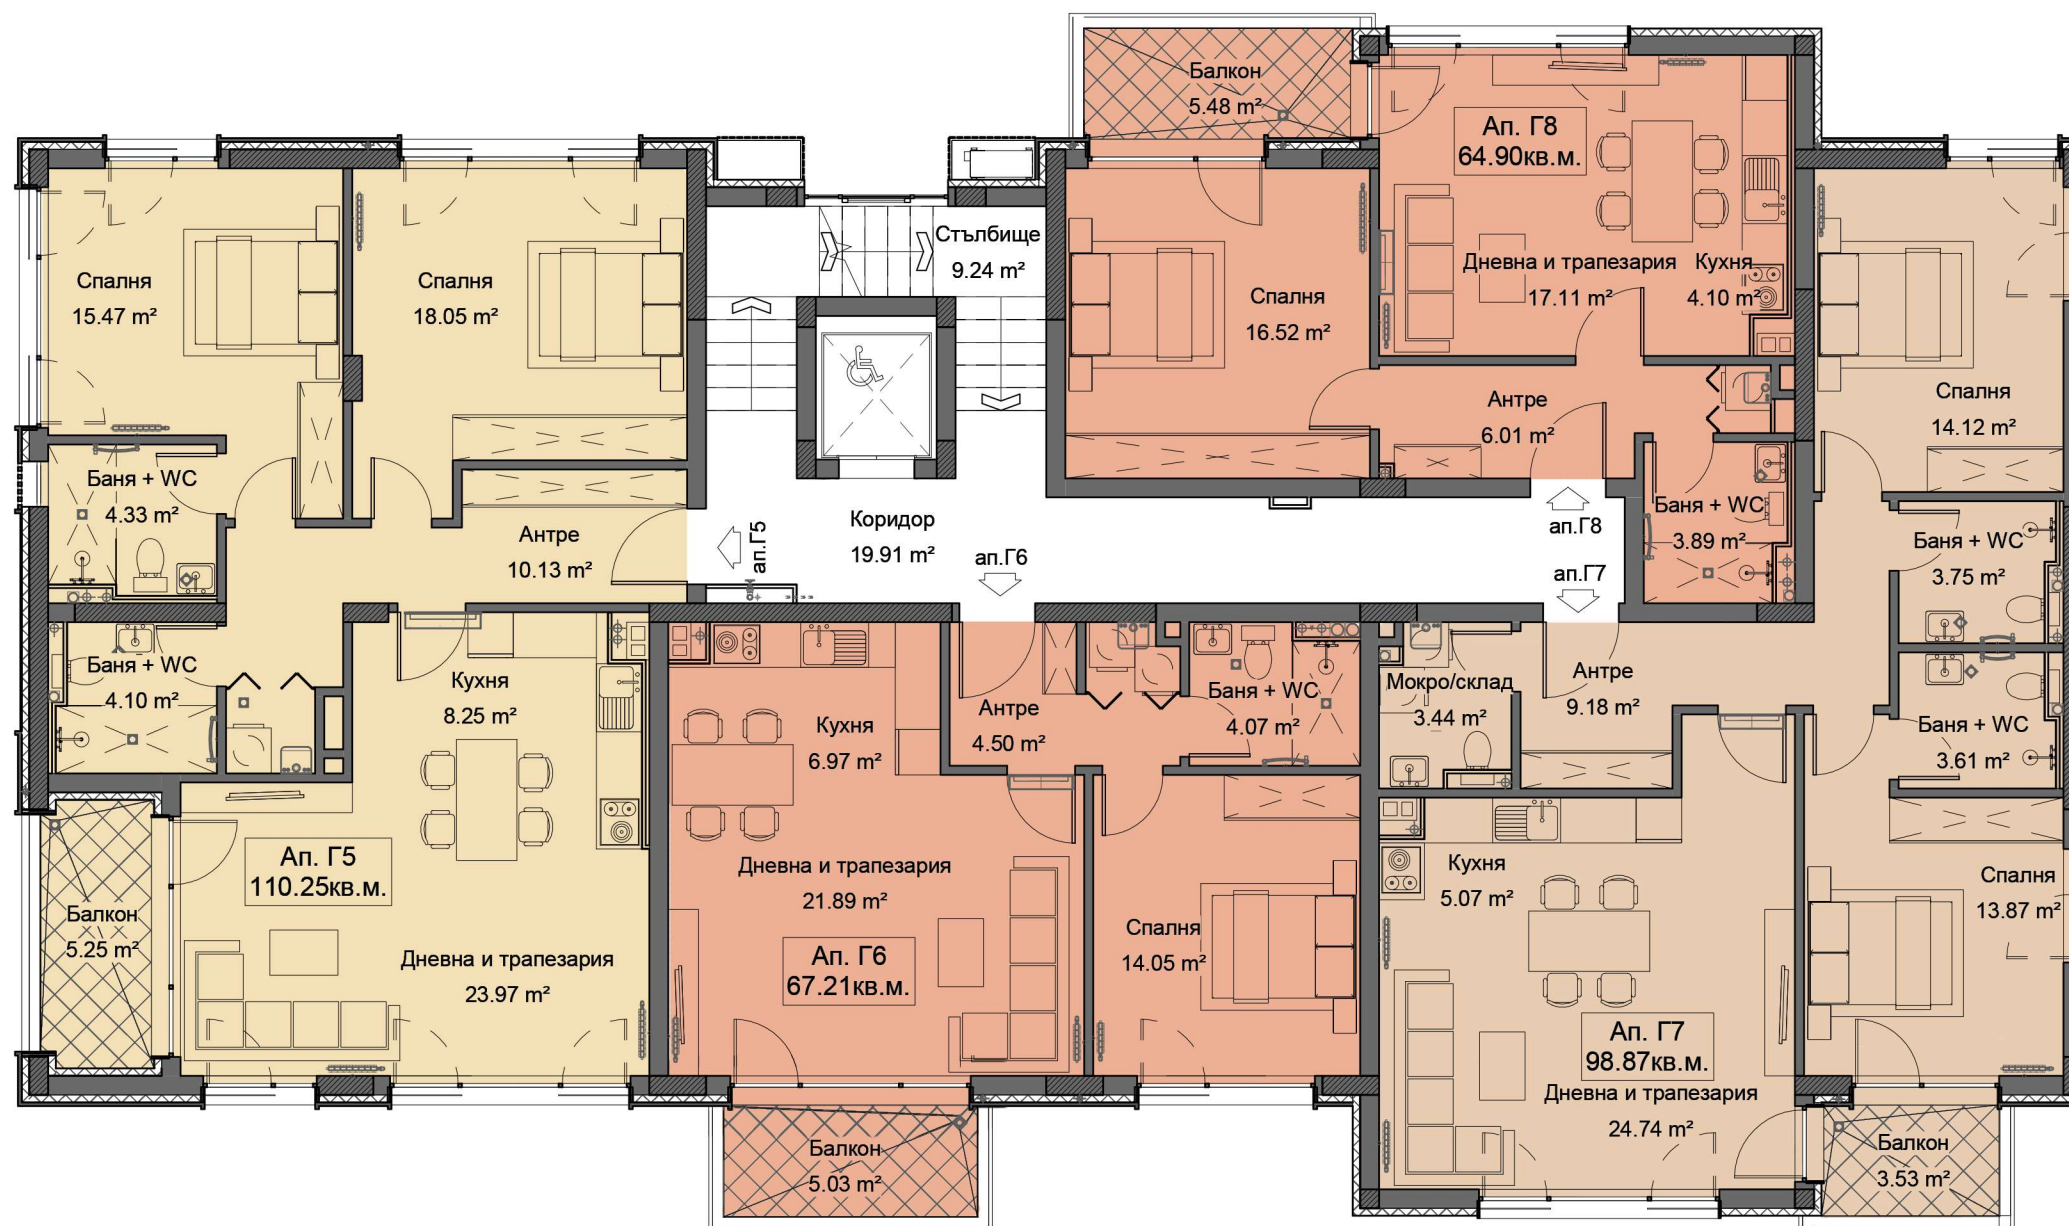 Балкон
5.48 m²
Ап. Г8
64.90кв.м.
Стълбище
9.24 m²
Дневна и трапезария
17.11 m²
Кухня
4.10 m²
Спалня
15.47 m²
Спалня
18.05 m²
Спалня
16.52 m²
Антре
6.01 m²
Спалня
14.12 m²
Баня + WC
4.33 m²
Антре
10.13 m²
ап.Г5
Коридор
19.91 m²
ап.Г6
ап.Г8
ап.Г7
Баня + WC
3.89 m²
Баня + WC
3.75 m²
Баня + WC
4.10 m²
Кухня
8.25 m²
Кухня
6.97 m²
Антре
4.50 m²
Баня + WC
4.07 m²
Мокро/склад
3.44 m²
Антре
9.18 m²
Баня + WC
3.61 m²
Ап. Г5
110.25кв.м.
Балкон
5.25 m²
Дневна и трапезария
23.97 m²
Дневна и трапезария
21.89 m²
Ап. Г6
67.21кв.м.
Спалня
14.05 m²
Кухня
5.07 m²
Спалня
13.87 m²
Ап. Г7
98.87кв.м.
Дневна и трапезария
24.74 m²
Балкон
5.03 m²
Балкон
3.53 m²